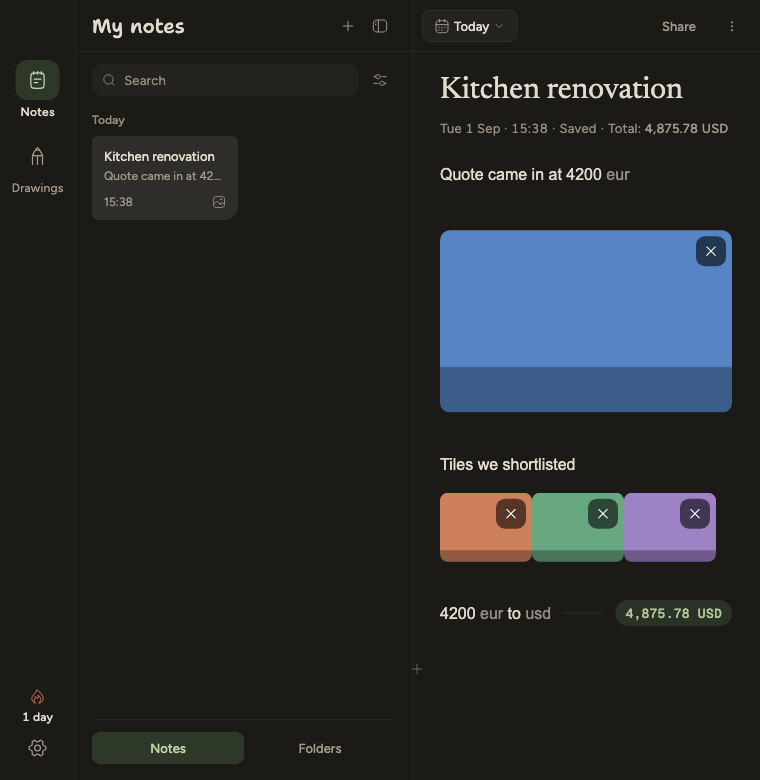 My notes
Today
Share
Notes
Drawings
Search
Today
Kitchen renovation
Quote came in at 42...
15:38
Kitchen renovation
Tue 1 Sep · 15:38 · Saved · Total: 4,875.78 USD
Quote came in at 4200 eur
Tiles we shortlisted
4200 eur to usd
4,875.78 USD
1 day
Notes
Folders